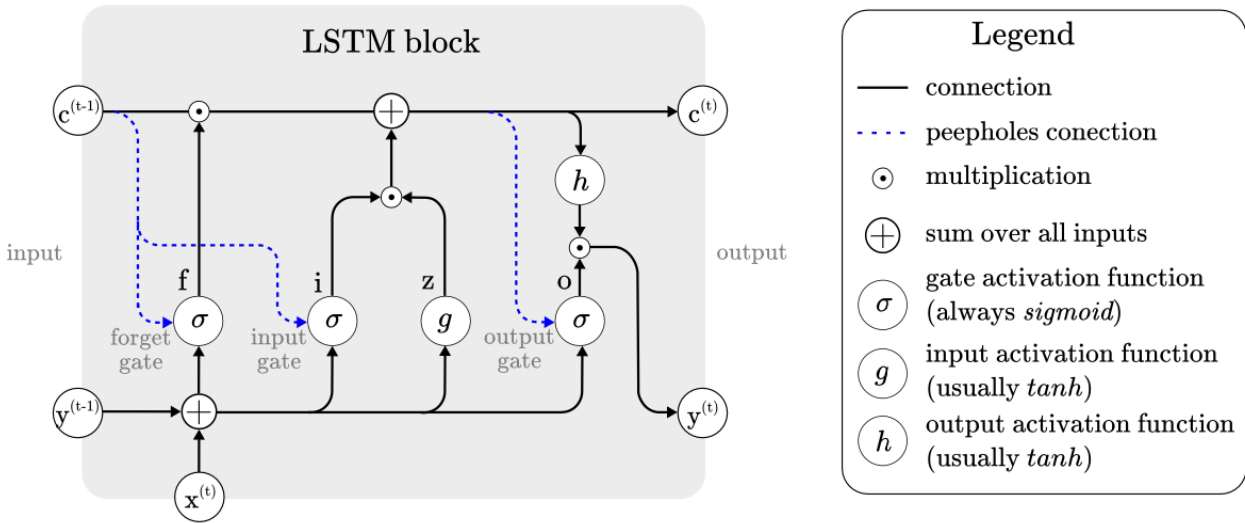 LSTM block
c^(t-1)
c^(t)
h
input
output
f
i
z
o
σ
σ
g
σ
forget
gate
input
gate
output
gate
y^(t-1)
y^(t)
x^(t)
Legend
connection
peepholes conection
multiplication
sum over all inputs
σ
gate activation function
(always sigmoid)
g
input activation function
(usually tanh)
h
output activation function
(usually tanh)